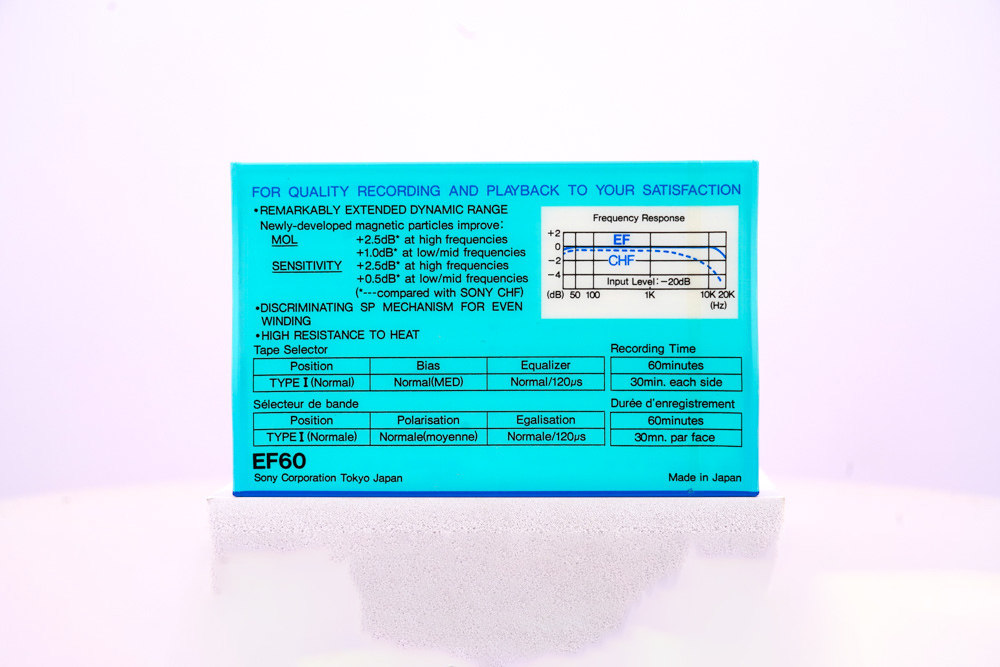 FOR QUALITY RECORDING AND PLAYBACK TO YOUR SATISFACTION
•REMARKABLY EXTENDED DYNAMIC RANGE
Newly-developed magnetic particles improve:
MOL +2.5dB* at high frequencies
+1.0dB* at low/mid frequencies
SENSITIVITY +2.5dB* at high frequencies
+0.5dB* at low/mid frequencies
(*---compared with SONY CHF)
•DISCRIMINATING SP MECHANISM FOR EVEN
WINDING
•HIGH RESISTANCE TO HEAT
Frequency Response
+2
0
−2
−4
EF
CHF
Input Level: −20dB
(dB) 50 100 1K 10K 20K
(Hz)
Tape Selector
Position Bias Equalizer
TYPE I (Normal) Normal(MED) Normal/120μs
Recording Time
60minutes
30min. each side
Sélecteur de bande
Position Polarisation Egalisation
TYPE I (Normale) Normale(moyenne) Normale/120μs
Durée d'enregistrement
60minutes
30mn. par face
EF60
Sony Corporation Tokyo Japan
Made in Japan